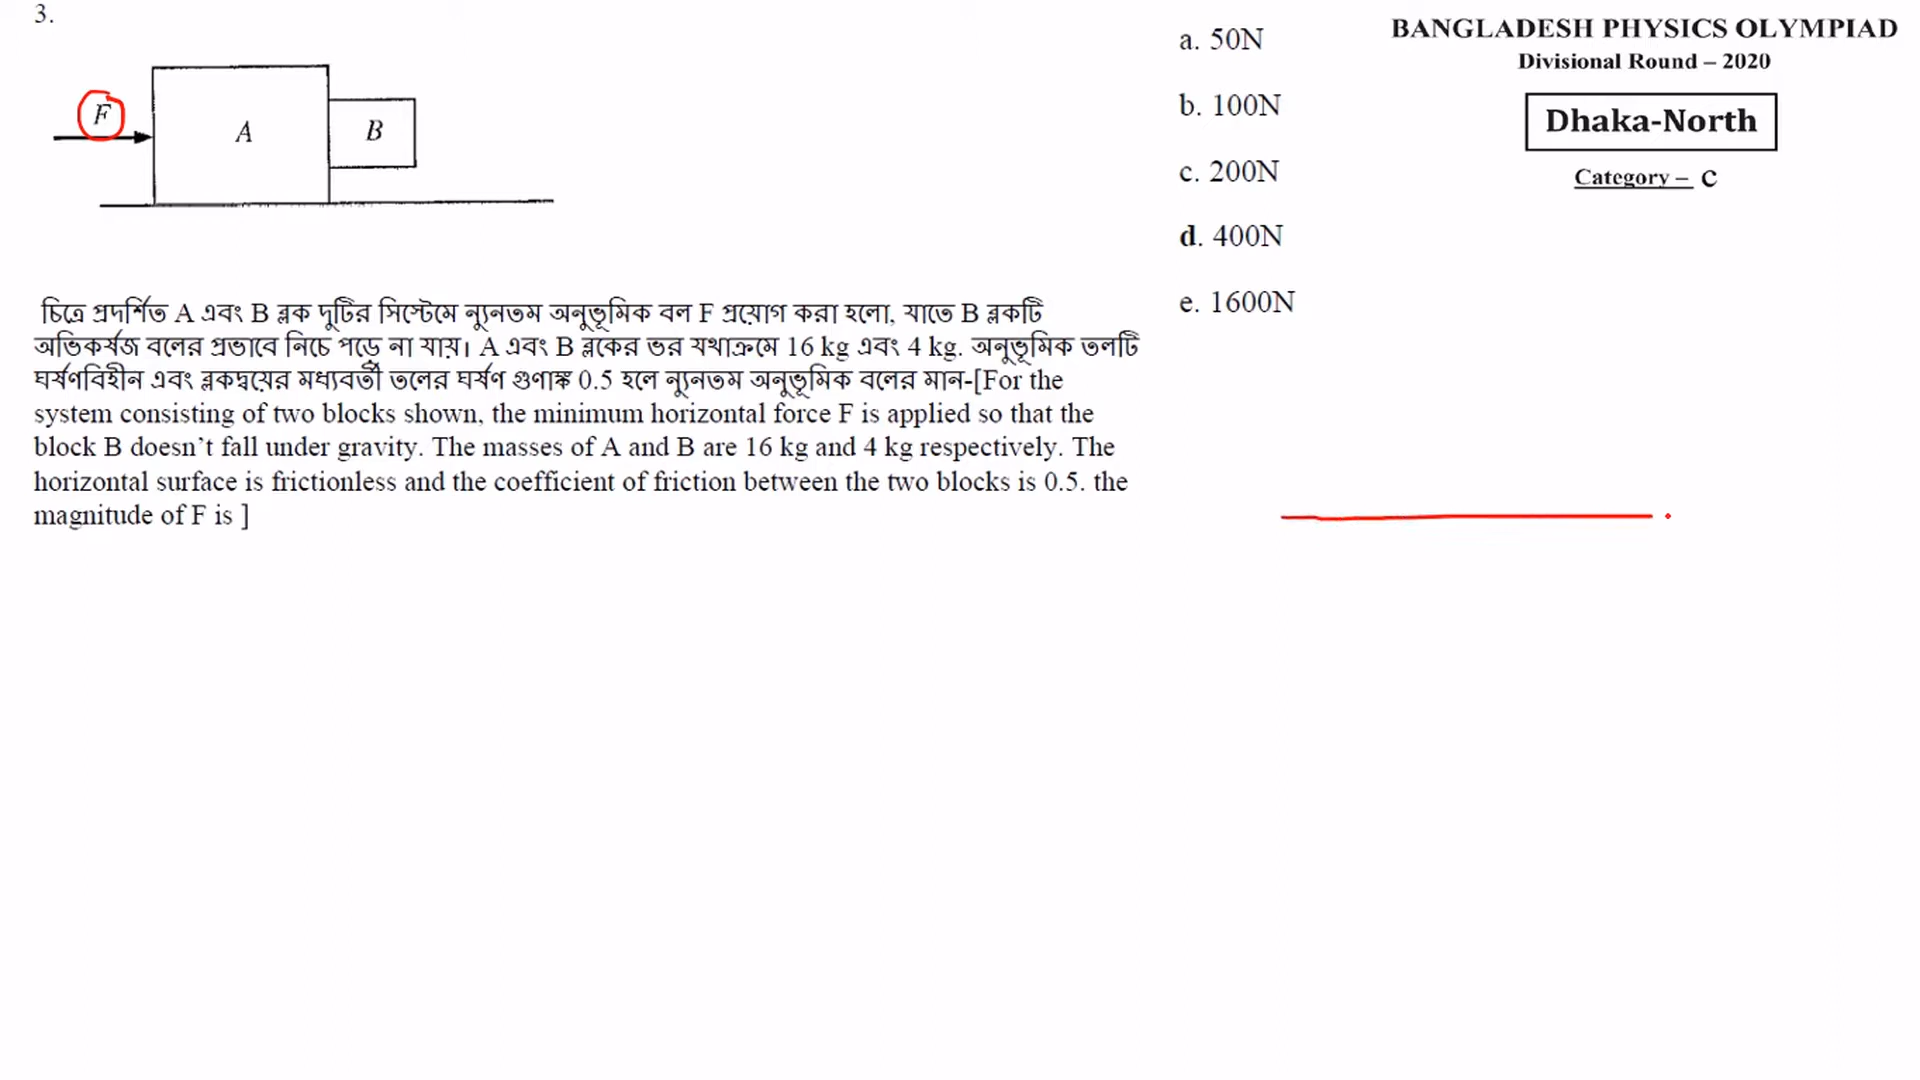 3.
F
A
B
চিত্রে প্রদর্শিত A এবং B ব্লক দুটির সিস্টেমে ন্যুনতম অনুভূমিক বল F প্রয়োগ করা হলো, যাতে B ব্লকটি
অভিকর্ষজ বলের প্রভাবে নিচে পড়ে না যায়। A এবং B ব্লকের ভর যথাক্রমে 16 kg এবং 4 kg. অনুভূমিক তলটি
ঘর্ষণবিহীন এবং ব্লকদ্বয়ের মধ্যবর্তী তলের ঘর্ষণ গুণাঙ্ক 0.5 হলে ন্যুনতম অনুভূমিক বলের মান-[For the
system consisting of two blocks shown, the minimum horizontal force F is applied so that the
block B doesn’t fall under gravity. The masses of A and B are 16 kg and 4 kg respectively. The
horizontal surface is frictionless and the coefficient of friction between the two blocks is 0.5. the
magnitude of F is ]
a. 50N
b. 100N
c. 200N
d. 400N
e. 1600N
BANGLADESH PHYSICS OLYMPIAD
Divisional Round – 2020
Dhaka-North
Category – C